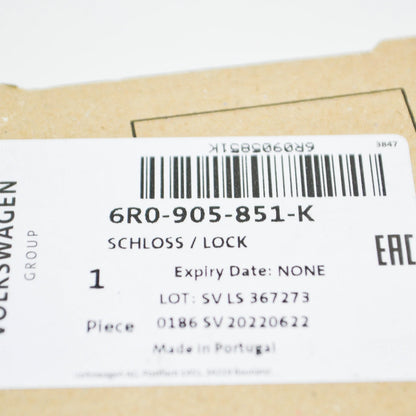 6R0905851K
3847
6R0-905-851-K
SCHLOSS / LOCK
VOLKSWAGEN
GROUP
EAC
1
Expiry Date: NONE
LOT: SV LS 367273
Piece
0186 SV 20220622
Made in Portugal